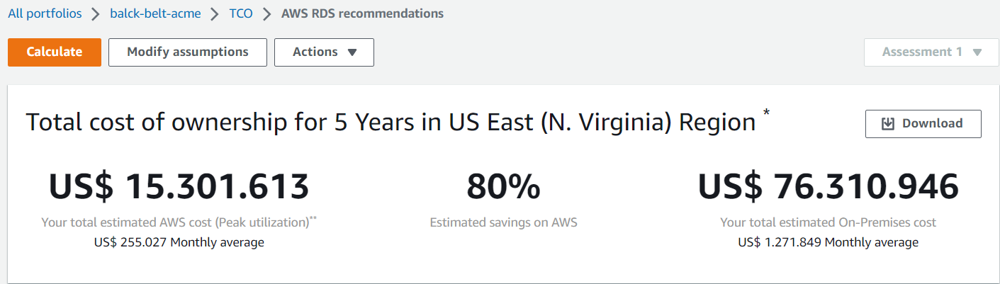 All portfolios > balck-belt-acme > TCO > AWS RDS recommendations
Calculate Modify assumptions Actions ▼ Assessment 1 ▼
Total cost of ownership for 5 Years in US East (N. Virginia) Region * Download
US$ 15.301.613 80% US$ 76.310.946
Your total estimated AWS cost (Peak utilization)** Estimated savings on AWS Your total estimated On-Premises cost
US$ 255.027 Monthly average US$ 1.271.849 Monthly average